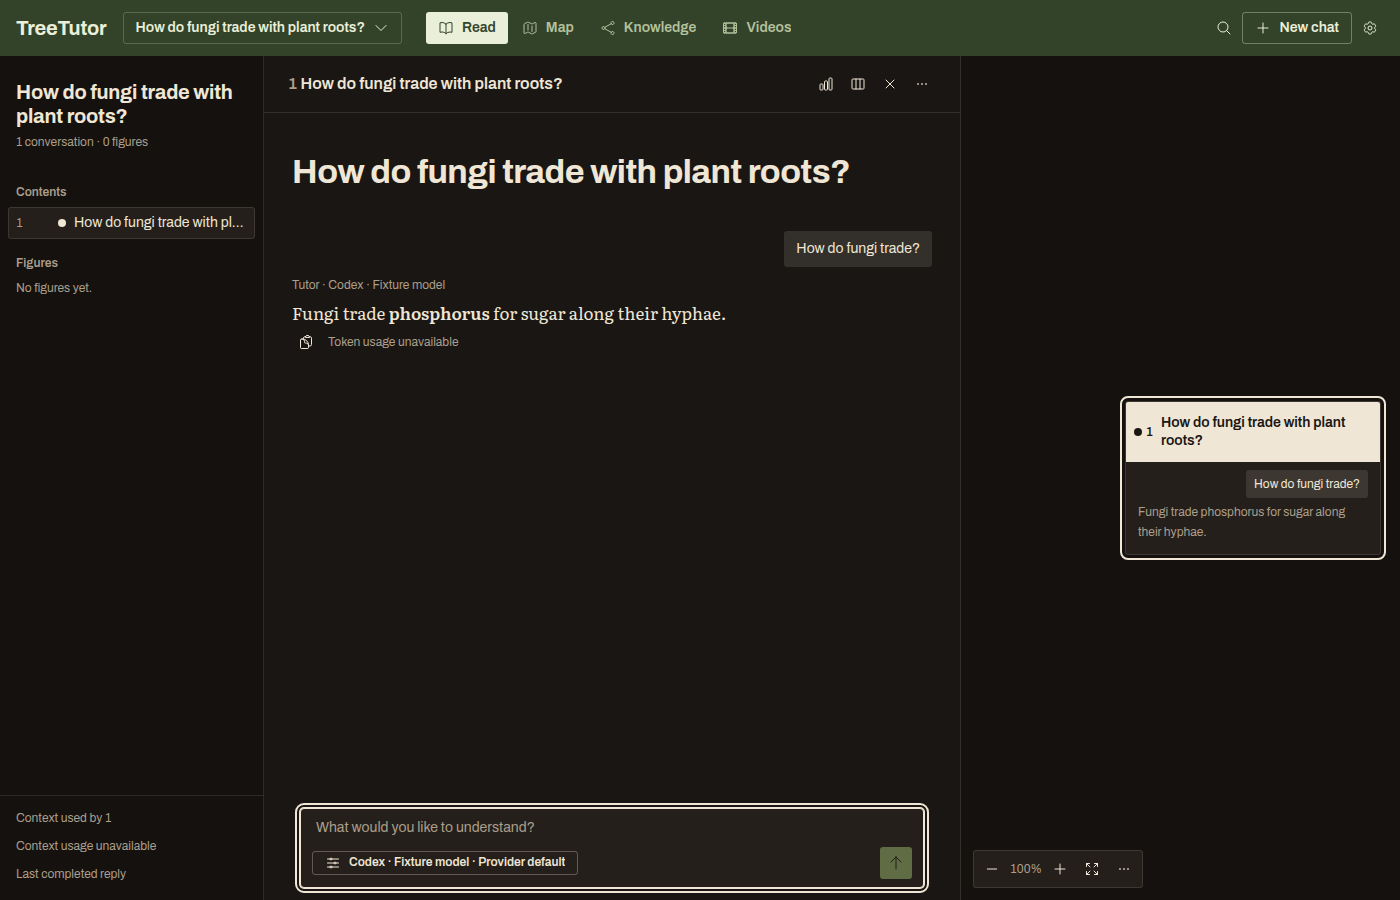 TreeTutor
How do fungi trade with plant roots?
Read
Map
Knowledge
Videos
New chat
How do fungi trade with
plant roots?
1 conversation · 0 figures
Contents
1 How do fungi trade with pl...
Figures
No figures yet.
Context used by 1
Context usage unavailable
Last completed reply
1 How do fungi trade with plant roots?
How do fungi trade with plant roots?
How do fungi trade?
Tutor · Codex · Fixture model
Fungi trade phosphorus for sugar along their hyphae.
Token usage unavailable
What would you like to understand?
Codex · Fixture model · Provider default
1 How do fungi trade with plant
roots?
How do fungi trade?
Fungi trade phosphorus for sugar along
their hyphae.
100%